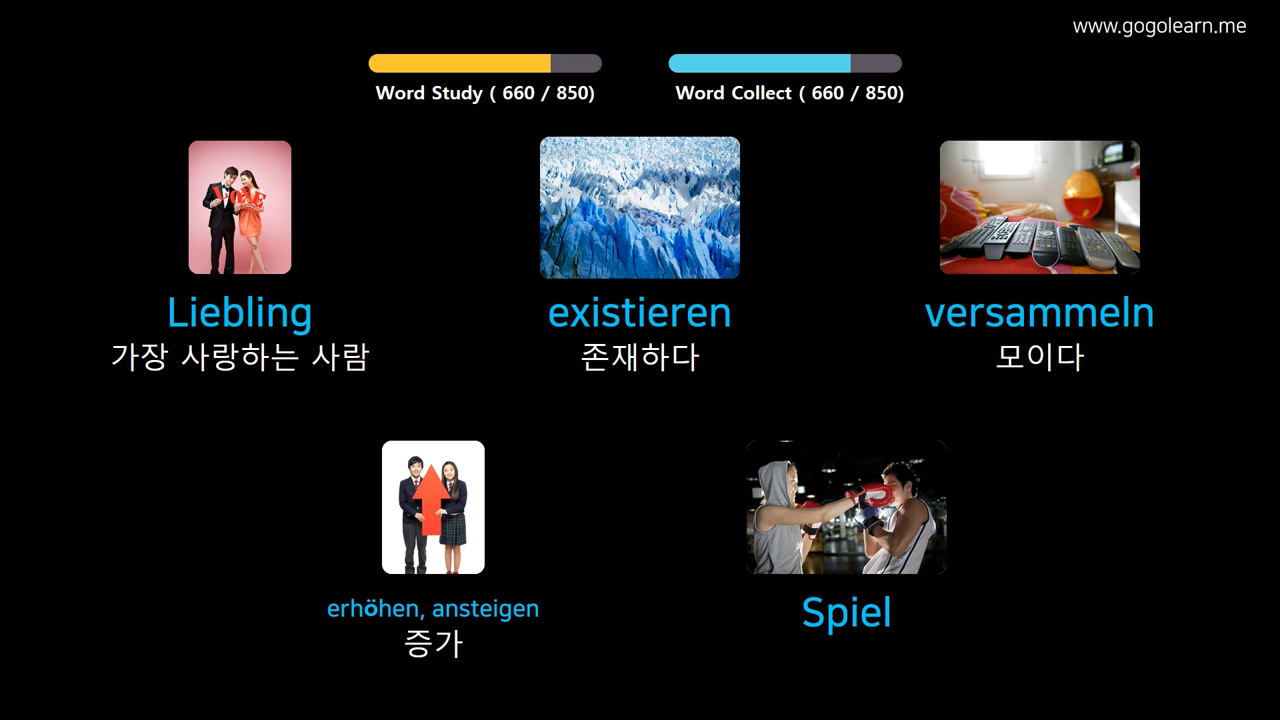 www.gogolearn.me
Word Study ( 660 / 850)
Word Collect ( 660 / 850)
Liebling
가장 사랑하는 사람
existieren
존재하다
versammeln
모이다
erhöhen, ansteigen
증가
Spiel